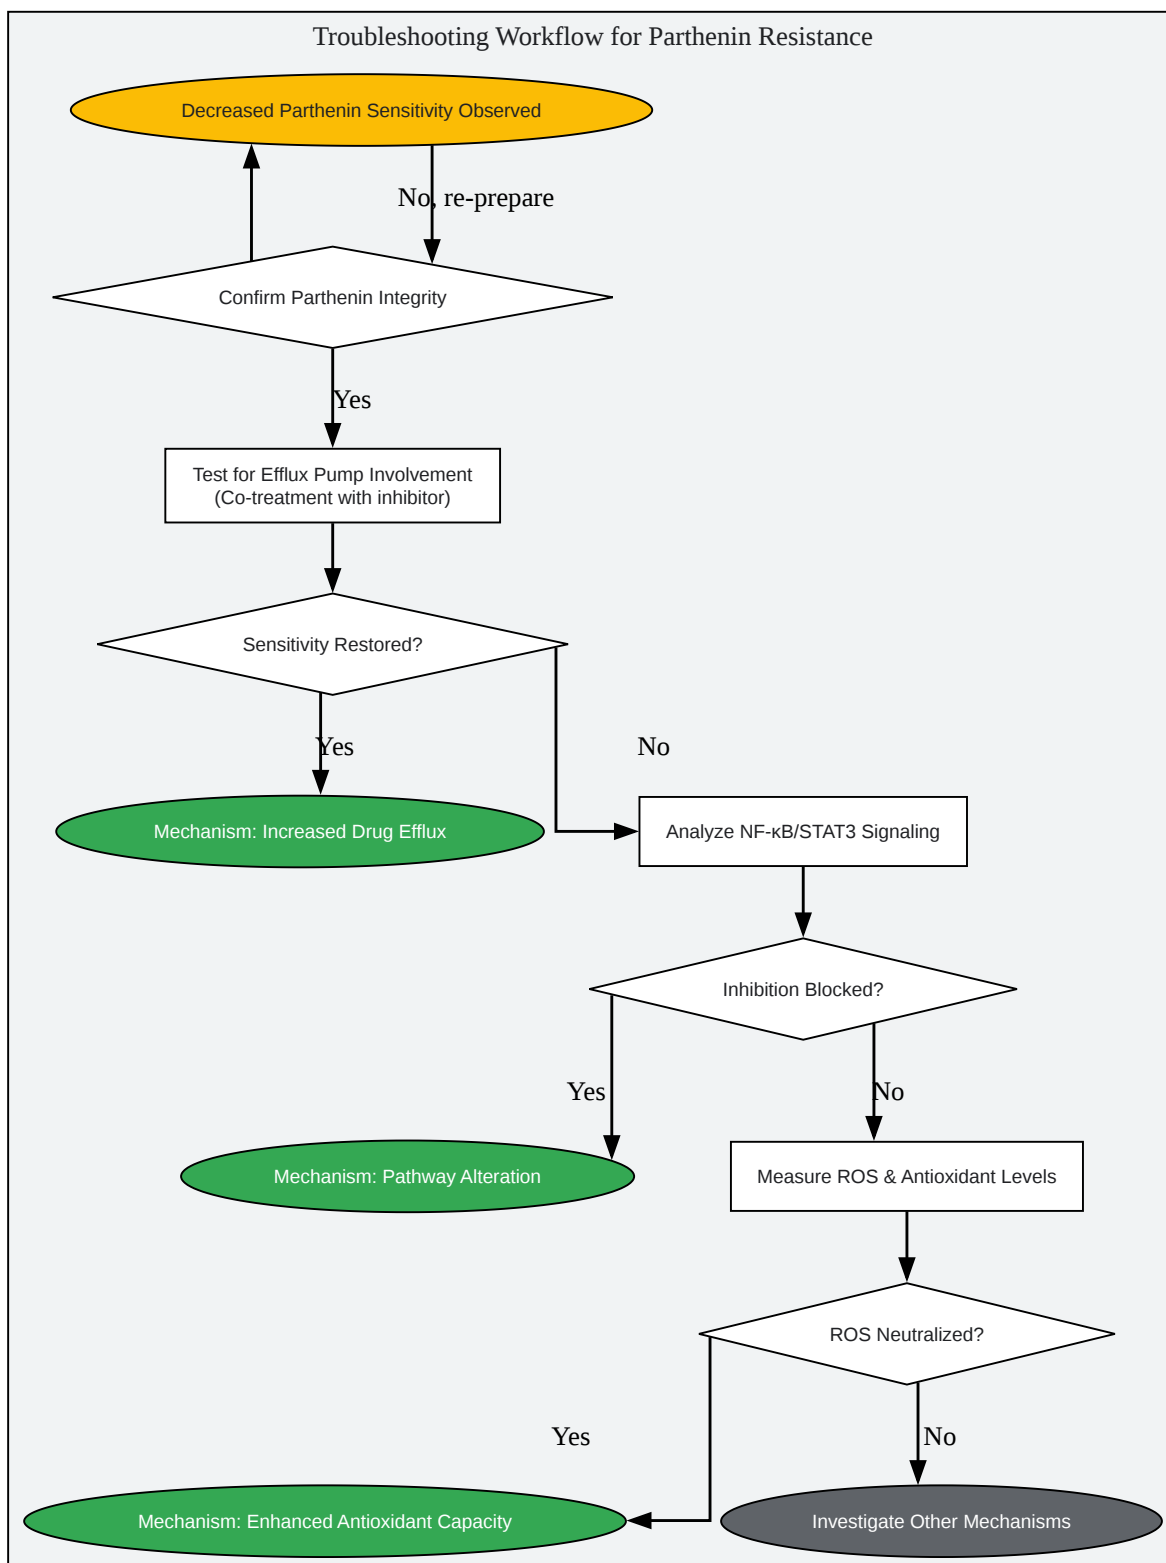 Troubleshooting Workflow for Parthenin Resistance
Decreased Parthenin Sensitivity Observed
No, re-prepare
Confirm Parthenin Integrity
Yes
Test for Efflux Pump Involvement
(Co-treatment with inhibitor)
Sensitivity Restored?
Yes
No
Mechanism: Increased Drug Efflux
Analyze NF-κB/STAT3 Signaling
Inhibition Blocked?
Yes
No
Mechanism: Pathway Alteration
Measure ROS & Antioxidant Levels
ROS Neutralized?
Yes
No
Mechanism: Enhanced Antioxidant Capacity
Investigate Other Mechanisms